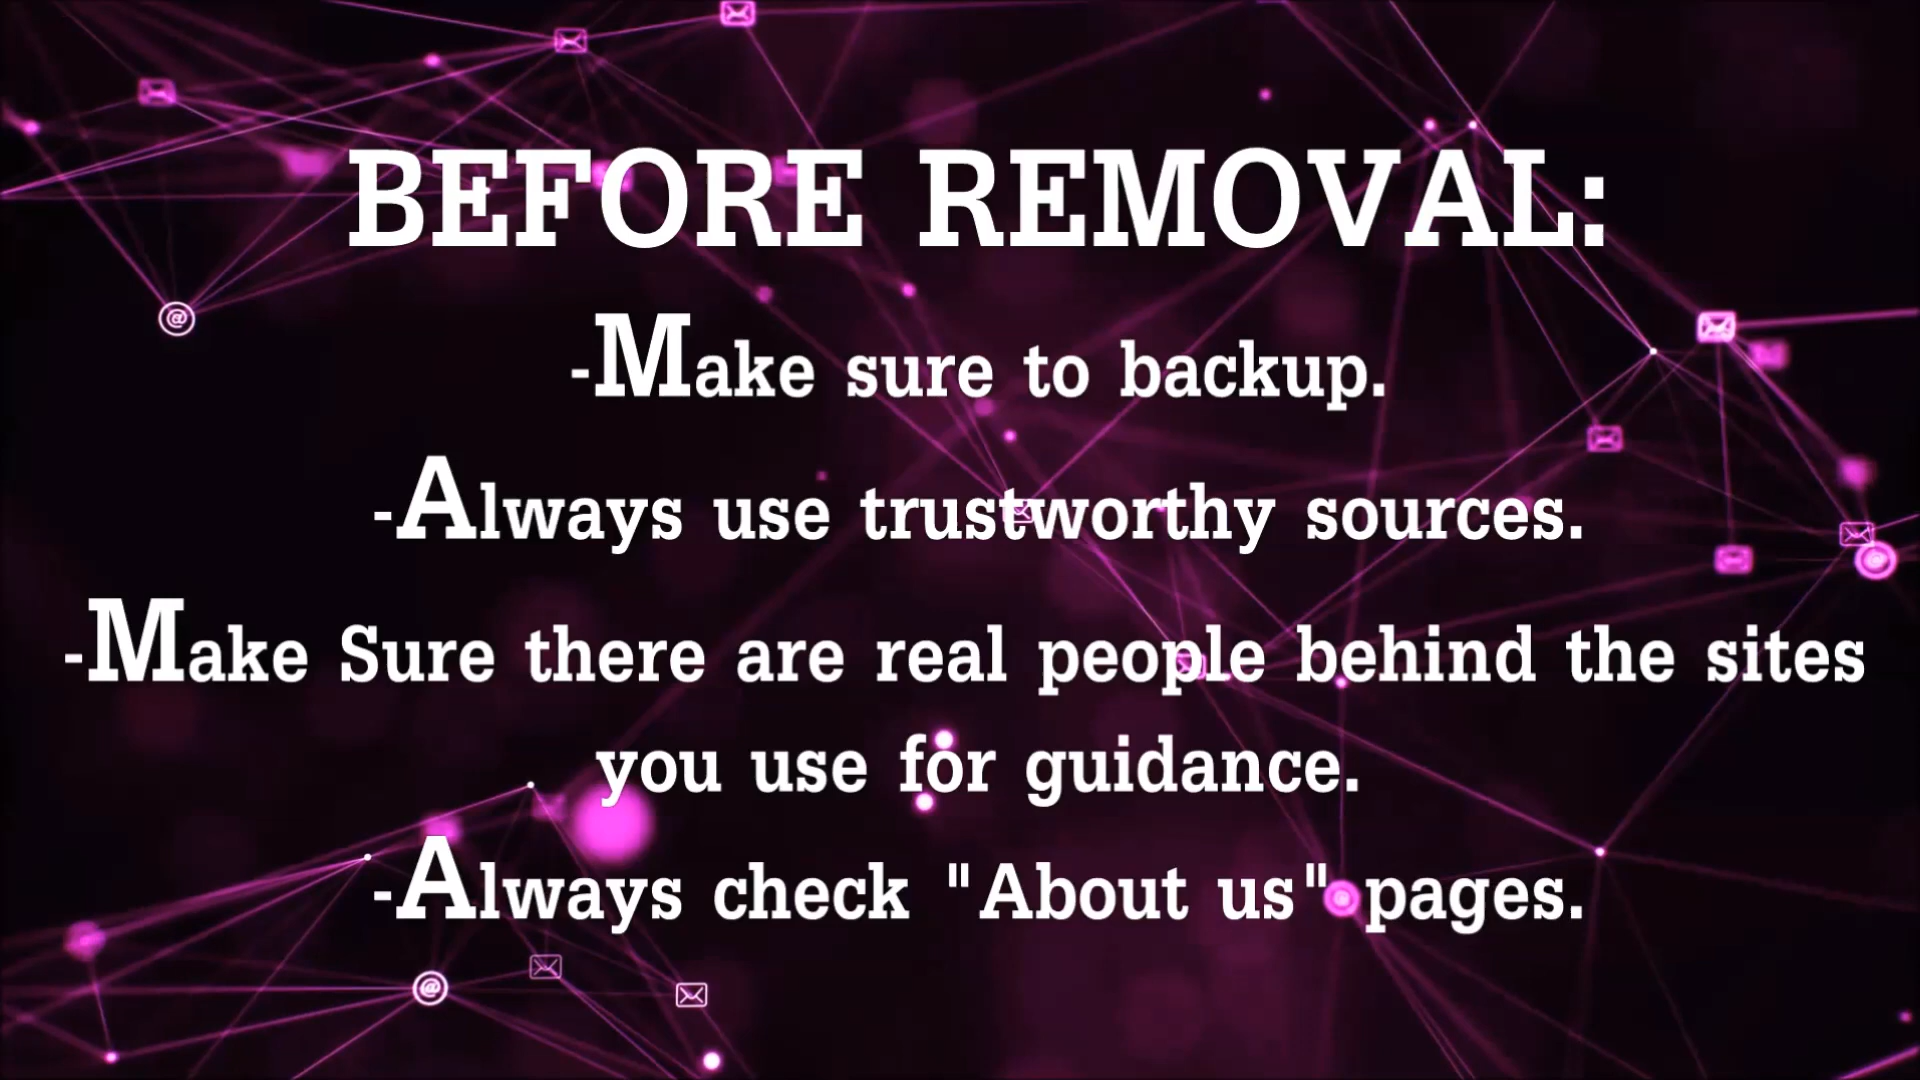 BEFORE REMOVAL:
-Make sure to backup.
-Always use trustworthy sources.
-Make Sure there are real people behind the sites
you use for guidance.
-Always check "About us" pages.